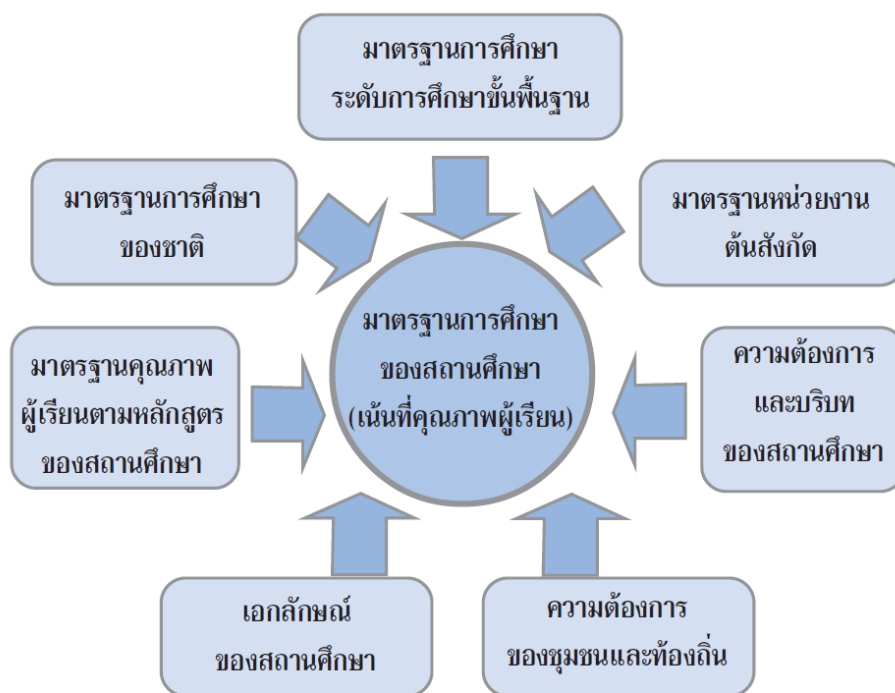 มาตรฐานการศึกษา
ระดับการศึกษาขั้นพื้นฐาน
มาตรฐานการศึกษา
ของชาติ
มาตรฐานหน่วยงาน
ต้นสังกัด
มาตรฐานการศึกษา
ของสถานศึกษา
(เน้นที่คุณภาพผู้เรียน)
มาตรฐานคุณภาพ
ผู้เรียนตามหลักสูตร
ของสถานศึกษา
ความต้องการ
และบริบท
ของสถานศึกษา
เอกลักษณ์
ของสถานศึกษา
ความต้องการ
ของชุมชนและท้องถิ่น